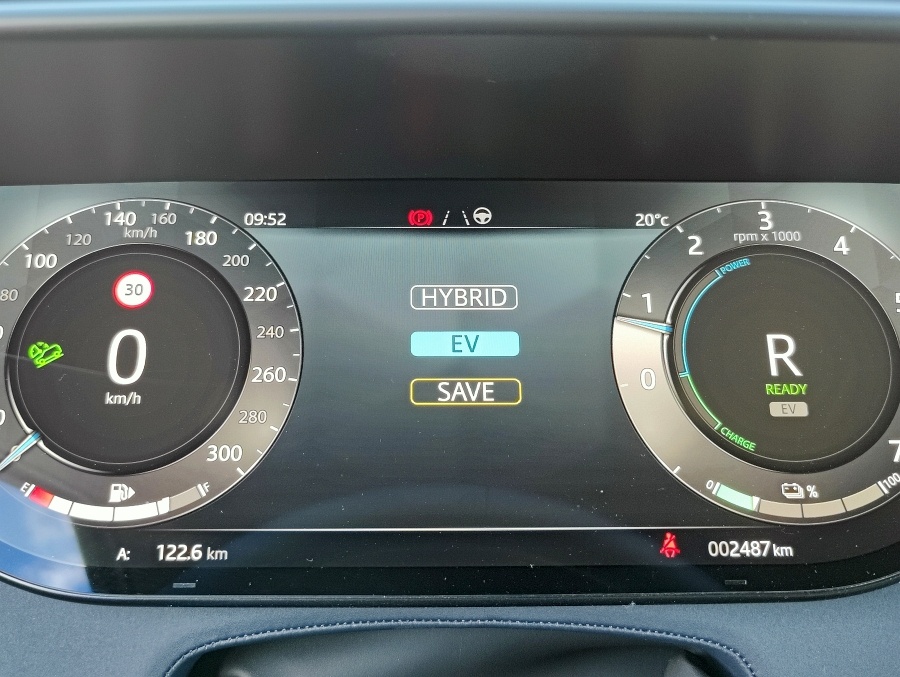 09:52
P
20°c
140
160
km/h
120
180
100
200
80
220
240
260
280
300
30
0
km/h
E
F
HYBRID
EV
SAVE
3
rpm x 1000
2
4
1
0
7
POWER
R
READY
EV
CHARGE
0
%
100
A: 122.6 km
002487 km